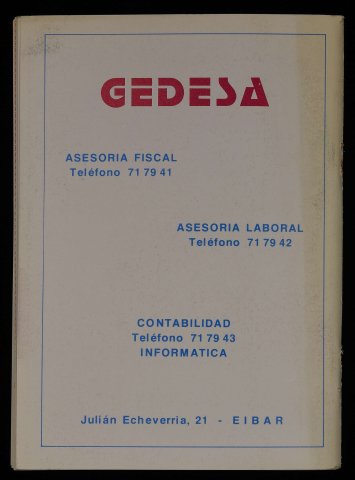 GEDESA
ASESORIA FISCAL
Teléfono 71 79 41
ASESORIA LABORAL
Teléfono 71 79 42
CONTABILIDAD
Teléfono 71 79 43
INFORMATICA
Julián Echeverria, 21 - EIBAR